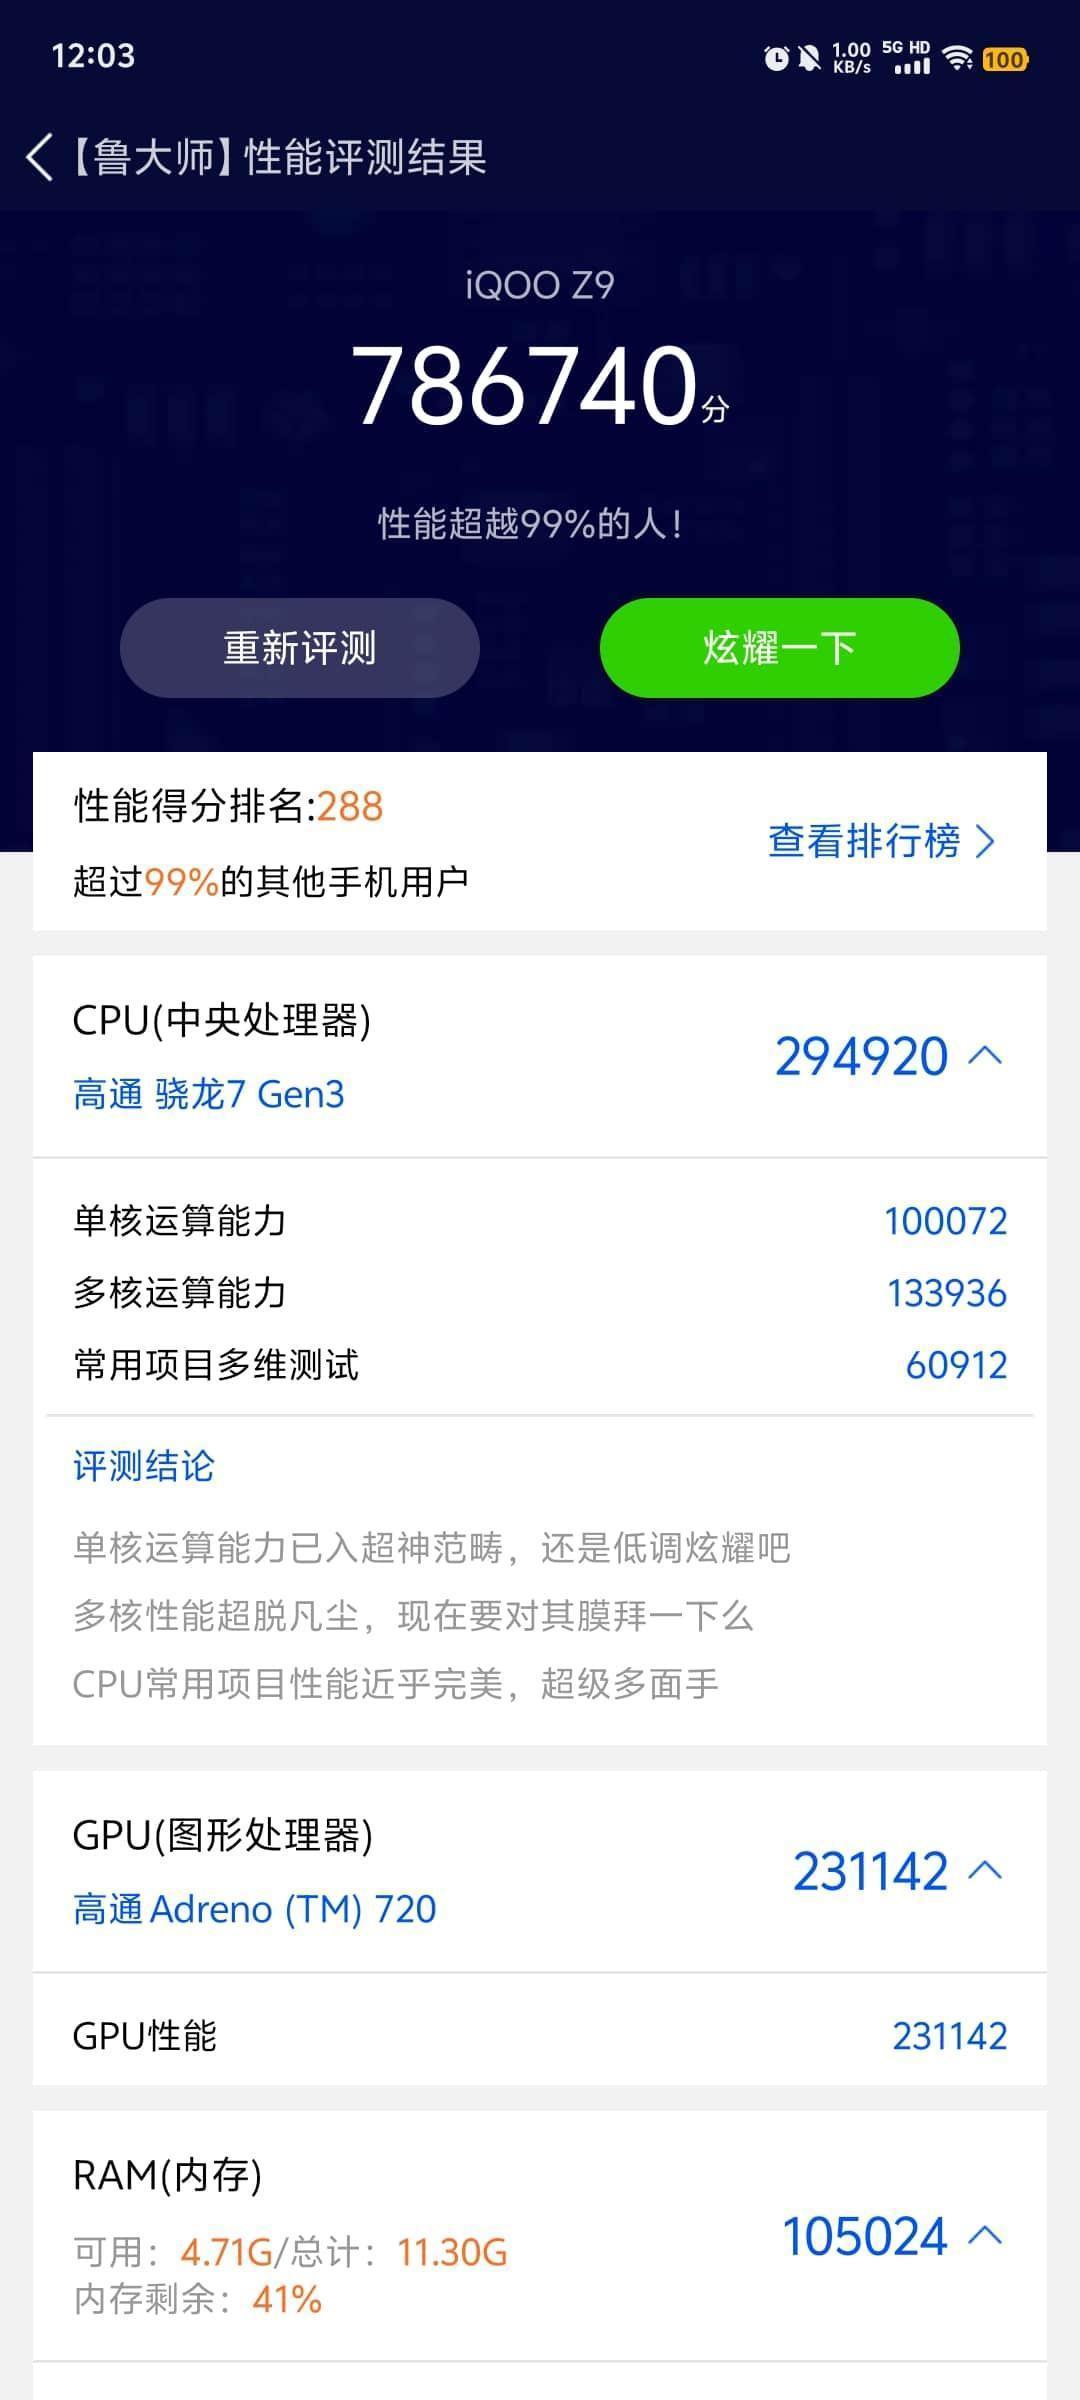 12:03
1.00 KB/s 5G HD 100
【鲁大师】性能评测结果
iQOO Z9
786740分
性能超越99%的人!
重新评测
炫耀一下
性能得分排名:288
查看排行榜
超过99%的其他手机用户
CPU(中央处理器)
294920
高通 骁龙7 Gen3
单核运算能力 100072
多核运算能力 133936
常用项目多维测试 60912
评测结论
单核运算能力已入超神范畴，还是低调炫耀吧
多核性能超脱凡尘，现在要对其膜拜一下么
CPU常用项目性能近乎完美，超级多面手
GPU(图形处理器)
231142
高通Adreno (TM) 720
GPU性能 231142
RAM(内存)
105024
可用：4.71G/总计：11.30G
内存剩余：41%